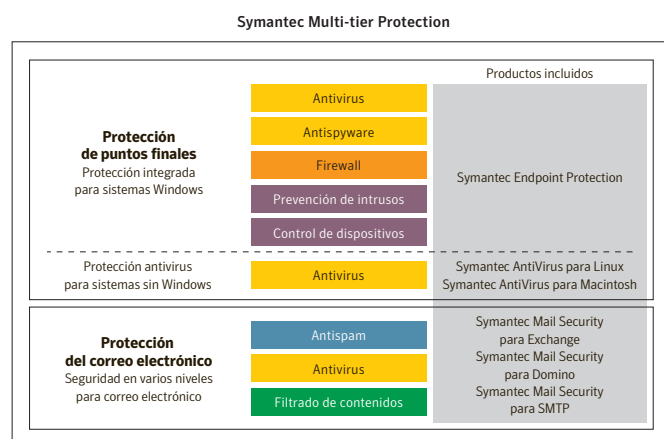 Symantec Multi-tier Protection
Productos incluidos
Protección
de puntos finales
Protección integrada
para sistemas Windows
Antivirus
Antispyware
Firewall
Prevención de intrusos
Control de dispositivos
Symantec Endpoint Protection
Protección antivirus
para sistemas sin Windows
Antivirus
Symantec AntiVirus para Linux
Symantec AntiVirus para Macintosh
Protección
del correo electrónico
Seguridad en varios niveles
para correo electrónico
Antispam
Antivirus
Filtrado de contenidos
Symantec Mail Security
para Exchange
Symantec Mail Security
para Domino
Symantec Mail Security
para SMTP